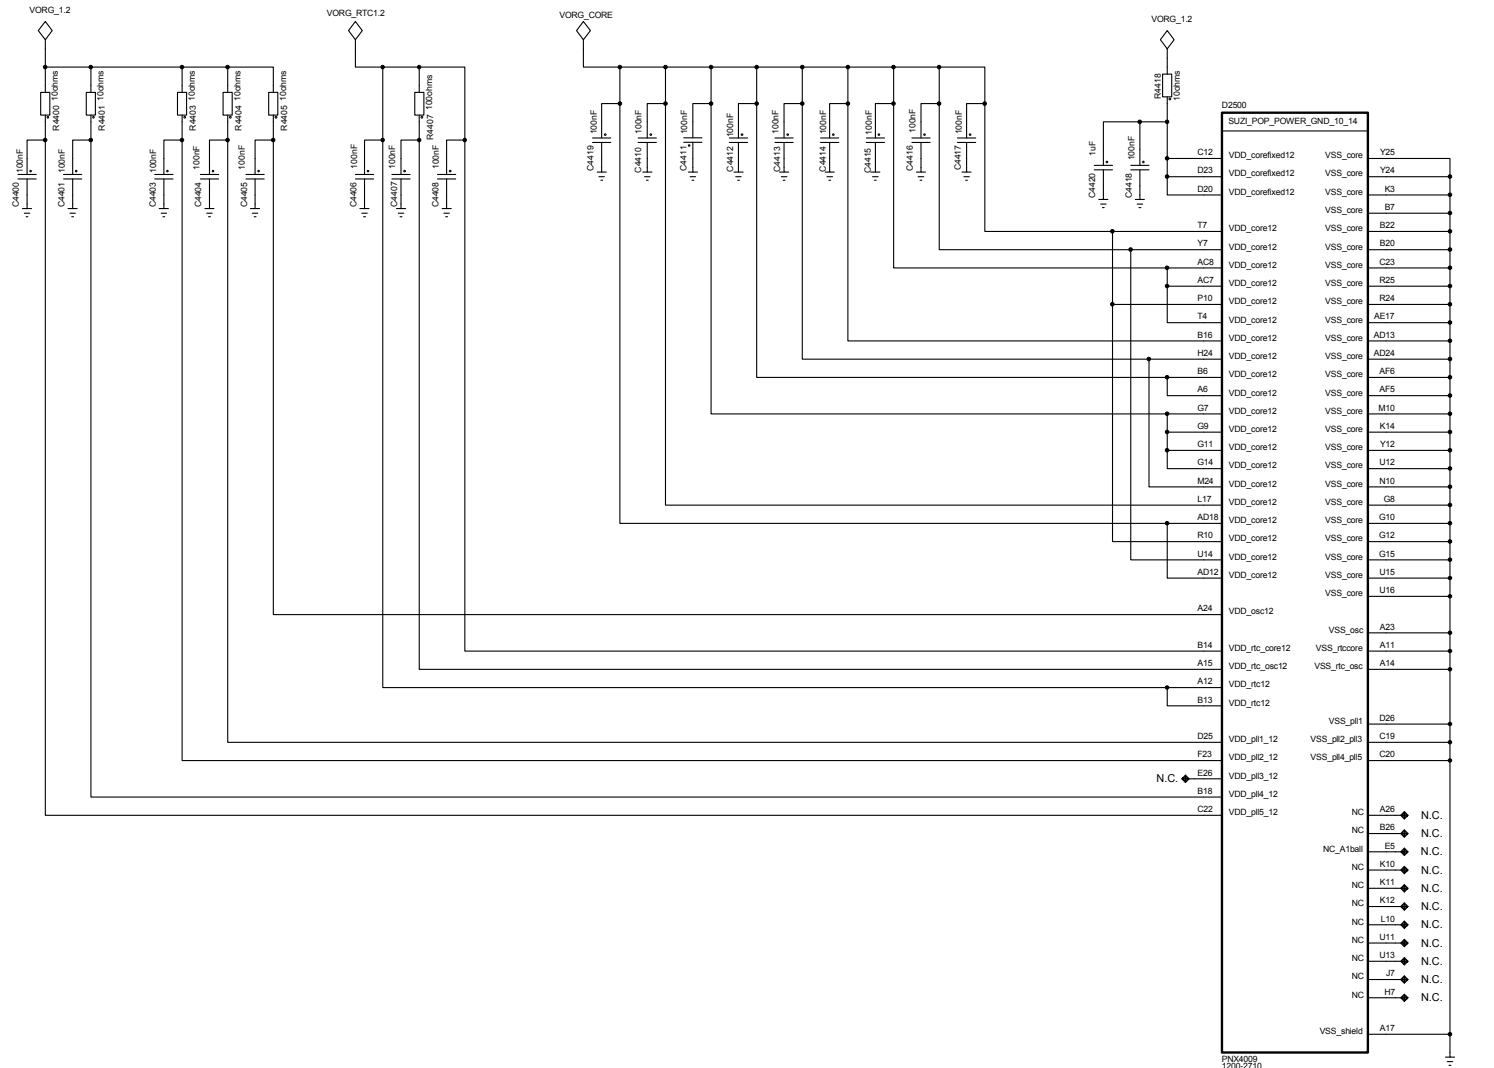 VORG_1.2
VORG_RTC1.2
VORG_CORE
VORG_1.2
R4400 10ohms
R4401 10ohms
R4403 10ohms
R4404 10ohms
R4405 10ohms
R4407 100ohms
R4418 10ohms
C4400 100nF
C4401 100nF
C4403 100nF
C4404 100nF
C4405 100nF
C4406 100nF
C4407 100nF
C4408 100nF
C4419 100nF
C4410 100nF
C4411 100nF
C4412 100nF
C4413 100nF
C4414 100nF
C4415 100nF
C4416 100nF
C4417 100nF
C4420 1uF
C4418 100nF
D2500
SUZI_POP_POWER_GND_10_14
C12 VDD_corefixed12 VSS_core Y25
D23 VDD_corefixed12 VSS_core Y24
D20 VDD_corefixed12 VSS_core K3
VSS_core B7
T7 VDD_core12 VSS_core B22
Y7 VDD_core12 VSS_core B20
AC8 VDD_core12 VSS_core C23
AC7 VDD_core12 VSS_core R25
P10 VDD_core12 VSS_core R24
T4 VDD_core12 VSS_core AE17
B16 VDD_core12 VSS_core AD13
H24 VDD_core12 VSS_core AD24
B6 VDD_core12 VSS_core AF6
A6 VDD_core12 VSS_core AF5
G7 VDD_core12 VSS_core M10
G9 VDD_core12 VSS_core K14
G11 VDD_core12 VSS_core Y12
G14 VDD_core12 VSS_core U12
M24 VDD_core12 VSS_core N10
L17 VDD_core12 VSS_core G8
AD18 VDD_core12 VSS_core G10
R10 VDD_core12 VSS_core G12
U14 VDD_core12 VSS_core G15
AD12 VDD_core12 VSS_core U15
VSS_core U16
A24 VDD_osc12
VSS_osc A23
B14 VDD_rtc_core12 VSS_rtccore A11
A15 VDD_rtc_osc12 VSS_rtc_osc A14
A12 VDD_rtc12
B13 VDD_rtc12
VSS_pll1 D26
D25 VDD_pll1_12 VSS_pll2_pll3 C19
F23 VDD_pll2_12 VSS_pll4_pll5 C20
N.C. E26 VDD_pll3_12
B18 VDD_pll4_12
C22 VDD_pll5_12 NC A26 N.C.
NC B26 N.C.
NC_A1ball E5 N.C.
NC K10 N.C.
NC K11 N.C.
NC K12 N.C.
NC L10 N.C.
NC U11 N.C.
NC U13 N.C.
NC J7 N.C.
NC H7 N.C.
VSS_shield A17
PNX4009
1200-2710